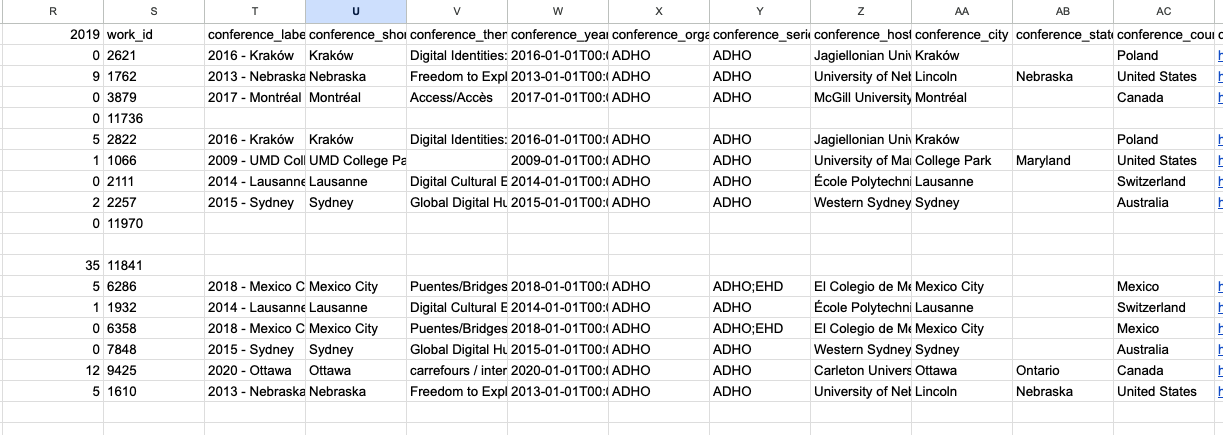 R S T U V W X Y Z AA AB AC
2019 work_id conference_labe conference_shor conference_ther conference_year conference_orga conference_serie conference_host conference_city conference_state conference_cour
0 2621 2016 - Kraków Kraków Digital Identities: 2016-01-01T00:0 ADHO ADHO Jagiellonian Univ Kraków Poland
9 1762 2013 - Nebraska Nebraska Freedom to Expl 2013-01-01T00:0 ADHO ADHO University of Neb Lincoln Nebraska United States
0 3879 2017 - Montréal Montréal Access/Accès 2017-01-01T00:0 ADHO ADHO McGill University Montréal Canada
0 11736
5 2822 2016 - Kraków Kraków Digital Identities: 2016-01-01T00:0 ADHO ADHO Jagiellonian Univ Kraków Poland
1 1066 2009 - UMD Coll UMD College Pa 2009-01-01T00:0 ADHO ADHO University of Mar College Park Maryland United States
0 2111 2014 - Lausanne Lausanne Digital Cultural E 2014-01-01T00:0 ADHO ADHO École Polytechni Lausanne Switzerland
2 2257 2015 - Sydney Sydney Global Digital Hu 2015-01-01T00:0 ADHO ADHO Western Sydney Sydney Australia
0 11970
35 11841
5 6286 2018 - Mexico C Mexico City Puentes/Bridges 2018-01-01T00:0 ADHO ADHO;EHD El Colegio de Me Mexico City Mexico
1 1932 2014 - Lausanne Lausanne Digital Cultural E 2014-01-01T00:0 ADHO ADHO École Polytechni Lausanne Switzerland
0 6358 2018 - Mexico C Mexico City Puentes/Bridges 2018-01-01T00:0 ADHO ADHO;EHD El Colegio de Me Mexico City Mexico
0 7848 2015 - Sydney Sydney Global Digital Hu 2015-01-01T00:0 ADHO ADHO Western Sydney Sydney Australia
12 9425 2020 - Ottawa Ottawa carrefours / inter 2020-01-01T00:0 ADHO ADHO Carleton Univers Ottawa Ontario Canada
5 1610 2013 - Nebraska Nebraska Freedom to Expl 2013-01-01T00:0 ADHO ADHO University of Neb Lincoln Nebraska United States